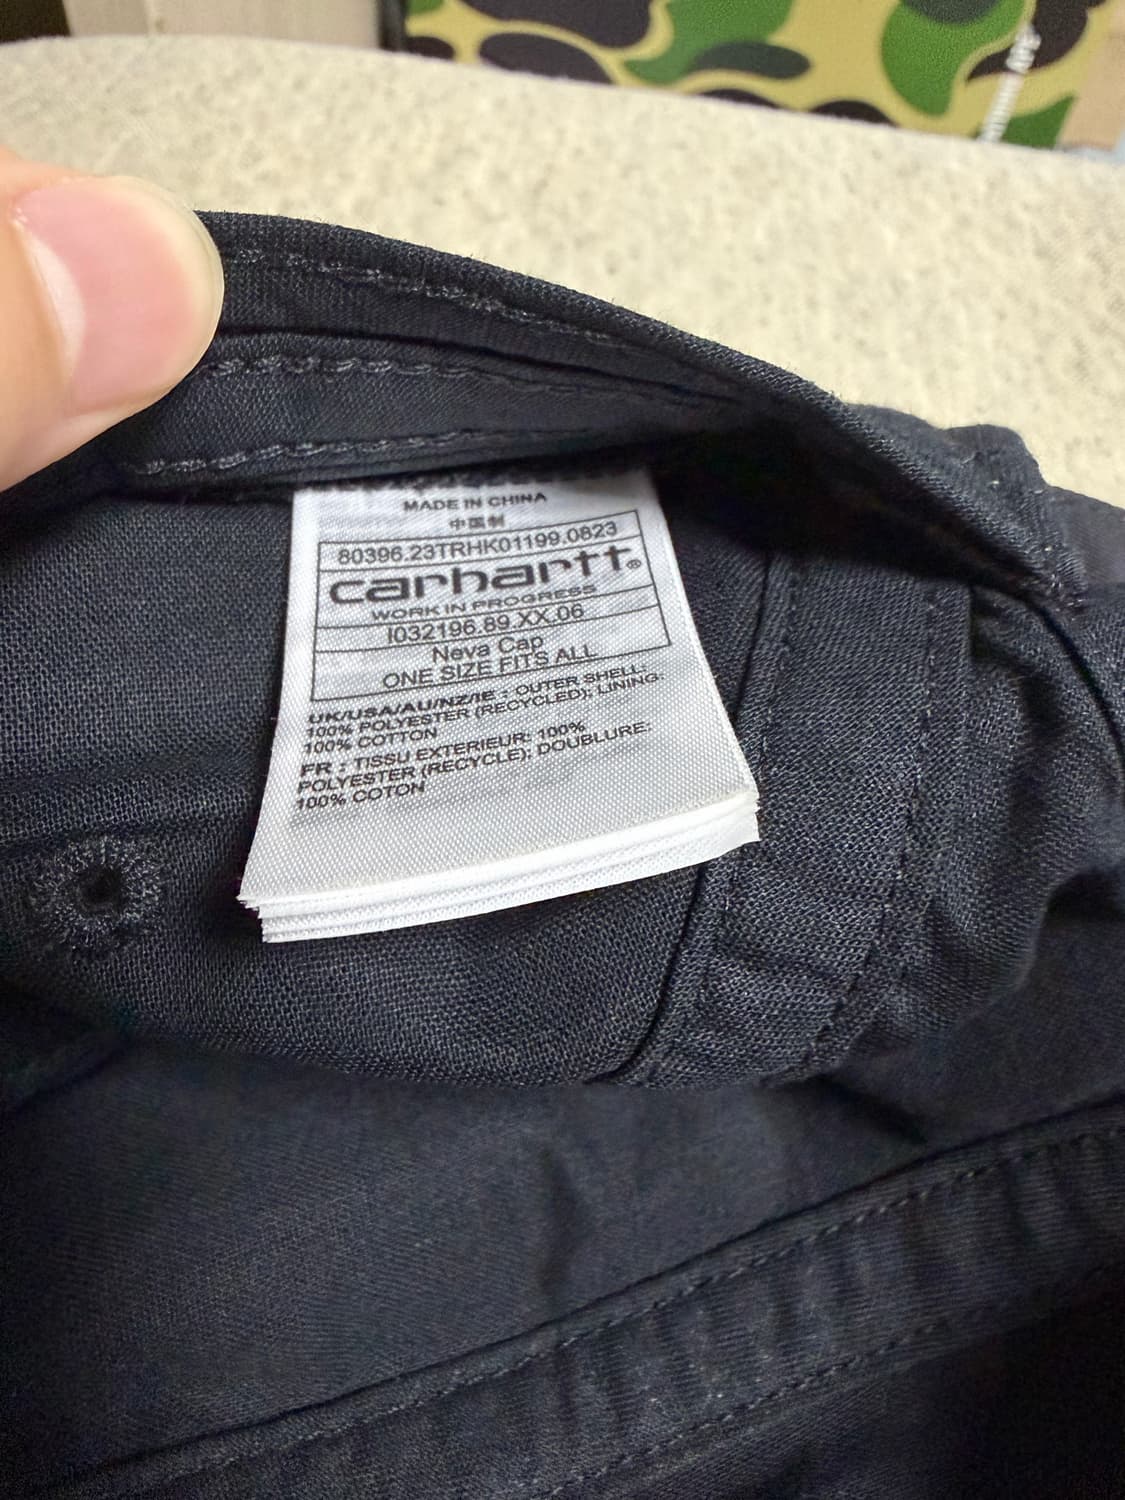 MADE IN CHINA
中国制
80396.23TRHK01199.0823
carhartt®
WORK IN PROGRESS
I032196.89.XX.06
Neva Cap
ONE SIZE FITS ALL
UK/USA/AU/NZ/IE : OUTER SHELL:
100% POLYESTER (RECYCLED); LINING:
100% COTTON
FR : TISSU EXTERIEUR: 100%
POLYESTER (RECYCLE); DOUBLURE:
100% COTON